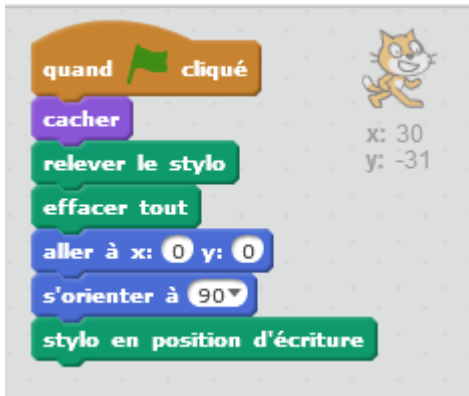 quand cliqué
cacher
relever le stylo
effacer tout
aller à x: 0 y: 0
s'orienter à 90
stylo en position d'écriture
x: 30
y: -31